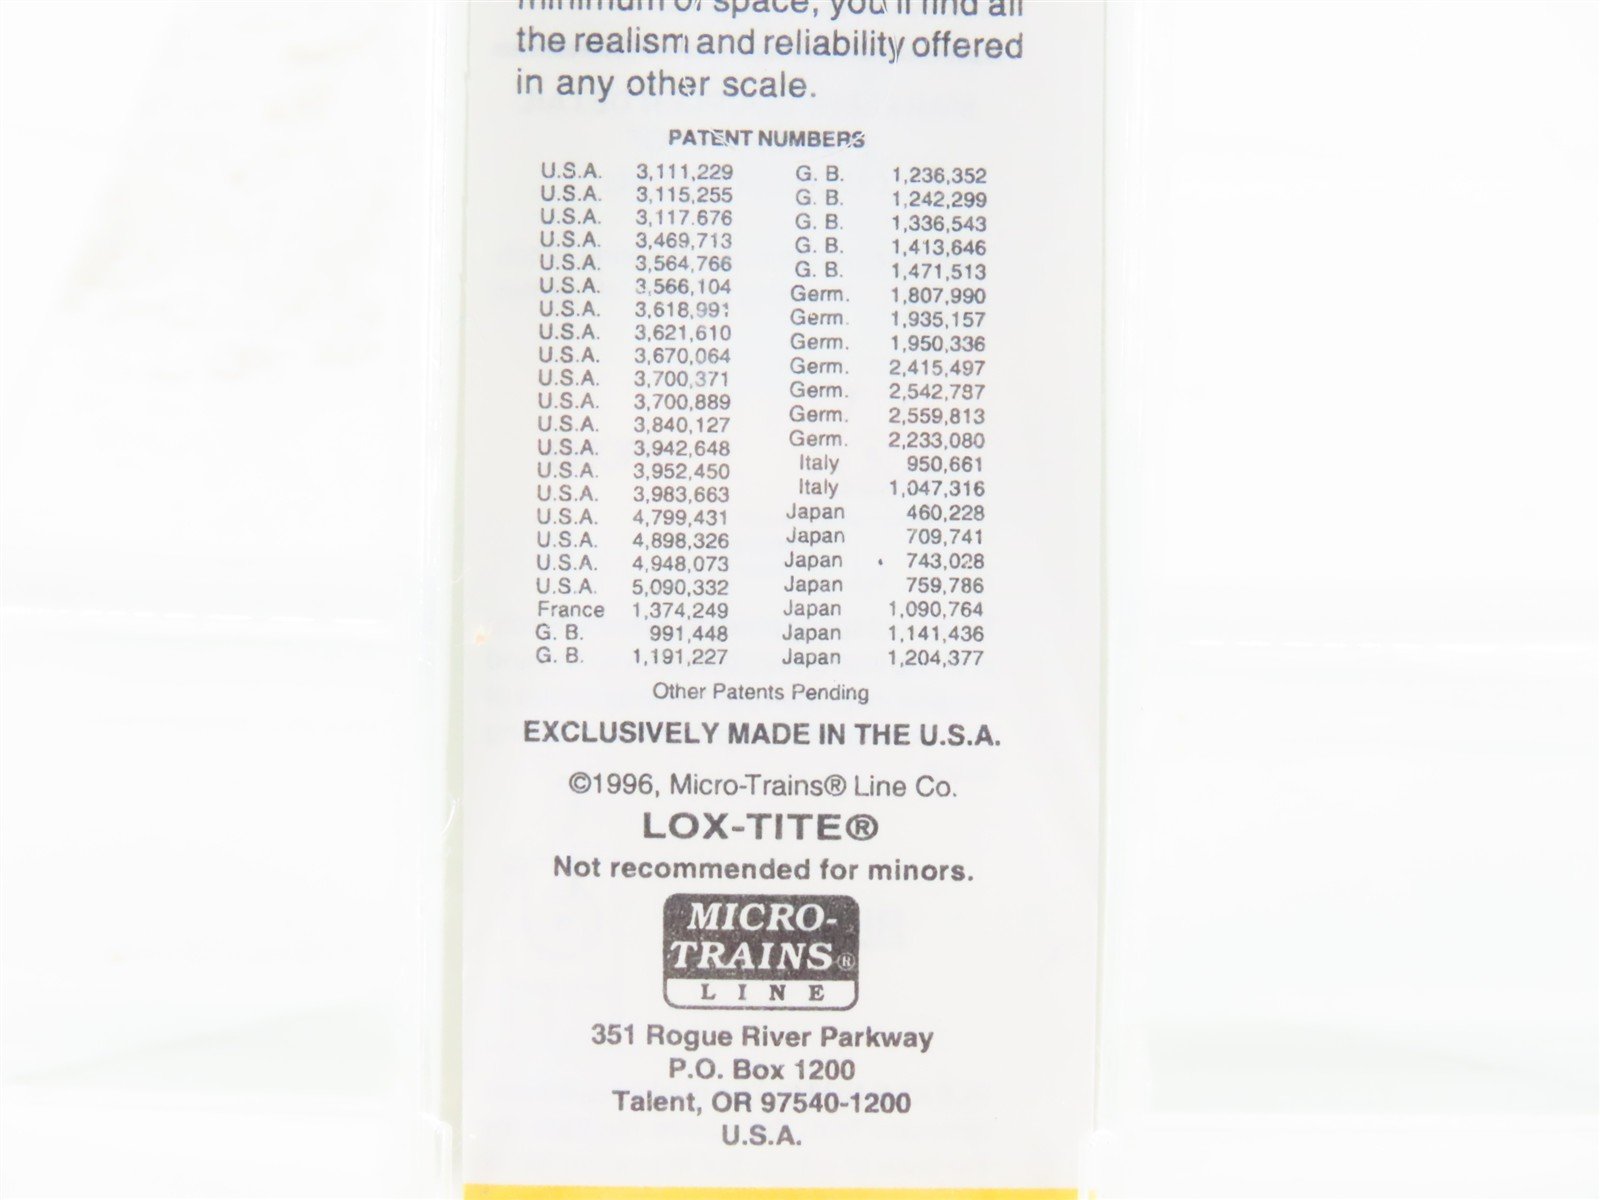 minimum of space, you'll find all
the realism and reliability offered
in any other scale.
PATENT NUMBERS
U.S.A. 3,111,229 G. B. 1,236,352
U.S.A. 3,115,255 G. B. 1,242,299
U.S.A. 3,117.676 G. B. 1,336,543
U.S.A. 3,469,713 G. B. 1,413,646
U.S.A. 3,564,766 G. B. 1,471,513
U.S.A. 3,566,104 Germ. 1,807,990
U.S.A. 3,618,991 Germ. 1,935,157
U.S.A. 3,621,610 Germ. 1,950,336
U.S.A. 3,670,064 Germ. 2,415,497
U.S.A. 3,700,371 Germ. 2,542,787
U.S.A. 3,700,889 Germ. 2,559,813
U.S.A. 3,840,127 Germ. 2,233,080
U.S.A. 3,942,648 Italy 950,661
U.S.A. 3,952,450 Italy 1,047,316
U.S.A. 3,983,663 Japan 460,228
U.S.A. 4,799,431 Japan 709,741
U.S.A. 4,898,326 Japan 743,028
U.S.A. 4,948,073 Japan 759,786
U.S.A. 5,090,332 Japan 1,090,764
France 1,374,249 Japan 1,141,436
G. B. 991,448 Japan 1,204,377
G. B. 1,191,227
Other Patents Pending
EXCLUSIVELY MADE IN THE U.S.A.
©1996, Micro-Trains® Line Co.
LOX-TITE®
Not recommended for minors.
MICRO-
TRAINS®
LINE
351 Rogue River Parkway
P.O. Box 1200
Talent, OR 97540-1200
U.S.A.